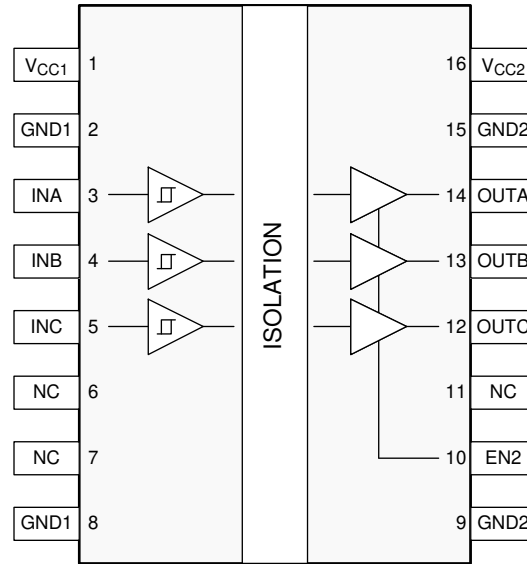 VCC1 1 16 VCC2
GND1 2 15 GND2
INA 3 14 OUTA
INB 4 13 OUTB
INC 5 12 OUTC
NC 6 11 NC
NC 7 10 EN2
GND1 8 9 GND2
ISOLATION